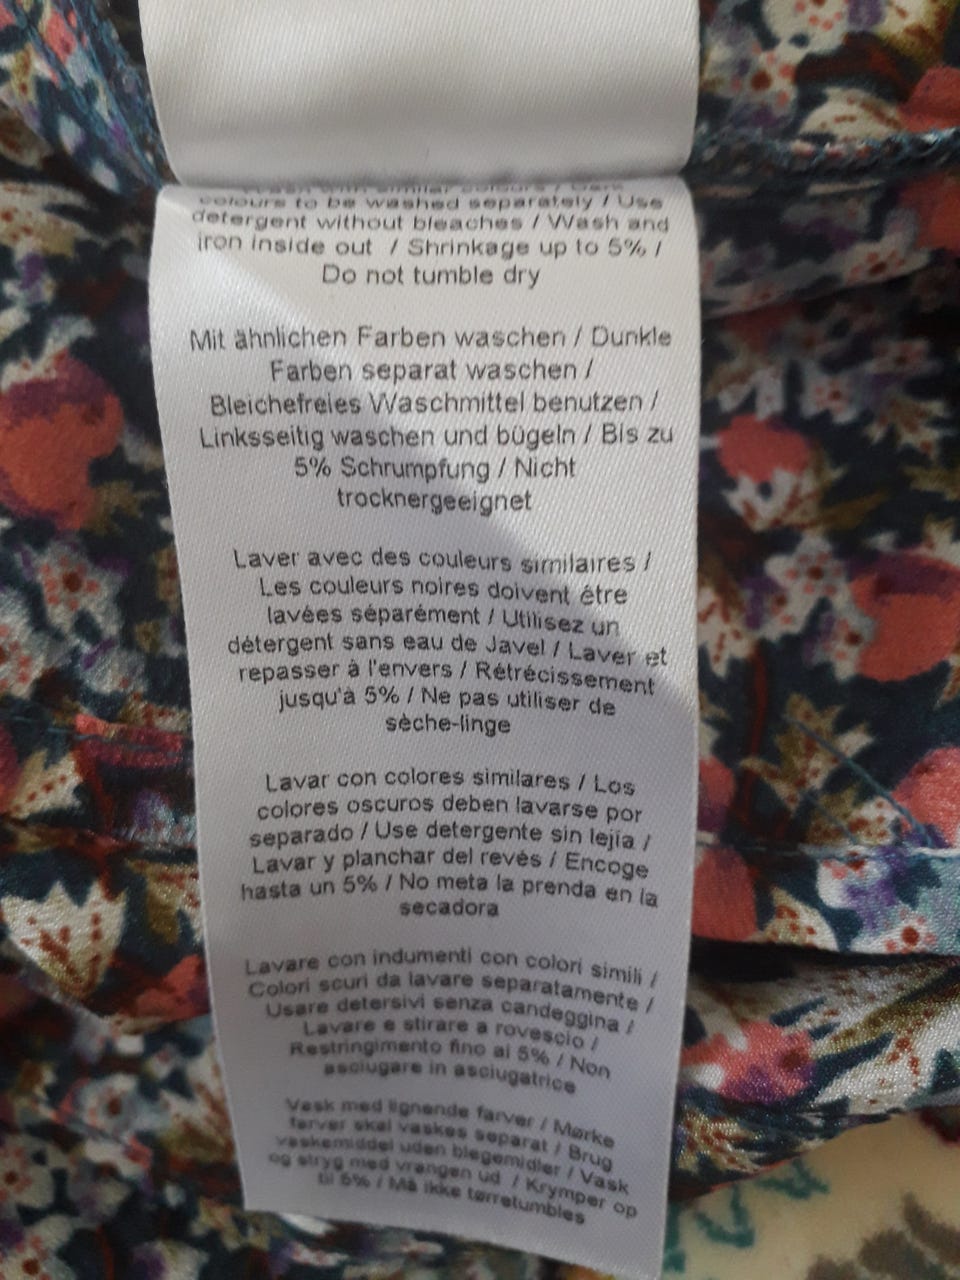 colours to be washed separately / Use
detergent without bleaches / Wash and
iron inside out / Shrinkage up to 5% /
Do not tumble dry
Mit ähnlichen Farben waschen / Dunkle
Farben separat waschen /
Bleichefreies Waschmittel benutzen /
Linksseitig waschen und bügeln / Bis zu
5% Schrumpfung / Nicht
trocknergeeignet
Laver avec des couleurs similaires /
Les couleurs noires doivent être
lavées séparément / Utilisez un
détergent sans eau de Javel / Laver et
repasser à l'envers / Rétrécissement
jusqu'à 5% / Ne pas utiliser de
sèche-linge
Lavar con colores similares / Los
colores oscuros deben lavarse por
separado / Use detergente sin lejía /
Lavar y planchar del revés / Encoge
hasta un 5% / No meta la prenda en la
secadora
Lavare con indumenti con colori simili /
Colori scuri da lavare separatamente /
Usare detersivi senza candeggina /
Lavare e stirare a rovescio /
Restringimento fino al 5% / Non
asciugare in asciugatrice
Vask med lignende farver / Mørke
farver skal vaskes separat / Brug
vaskemiddel uden blegemidler / Vask
og stryg med vrangen ud / Krymper op
til 5% / Må ikke tørretumbles